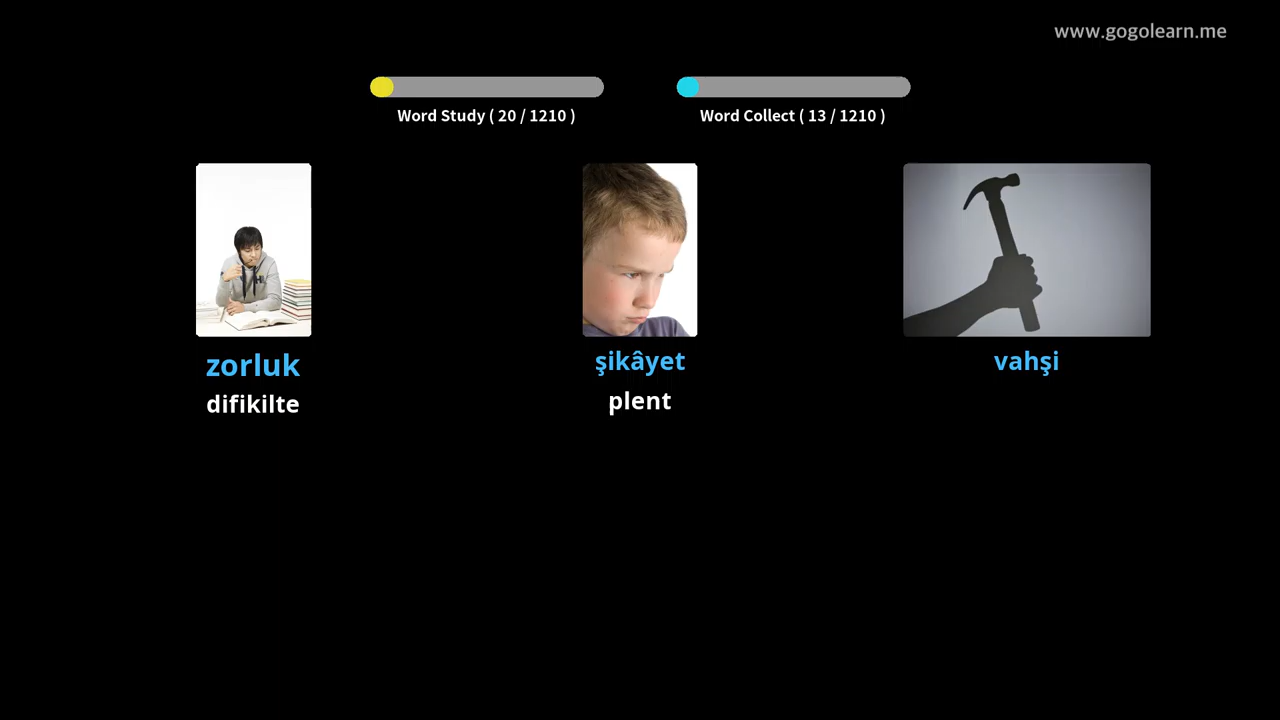 www.gogolearn.me
Word Study ( 20 / 1210 )
Word Collect ( 13 / 1210 )
zorluk
difikilte
şikâyet
plent
vahşi